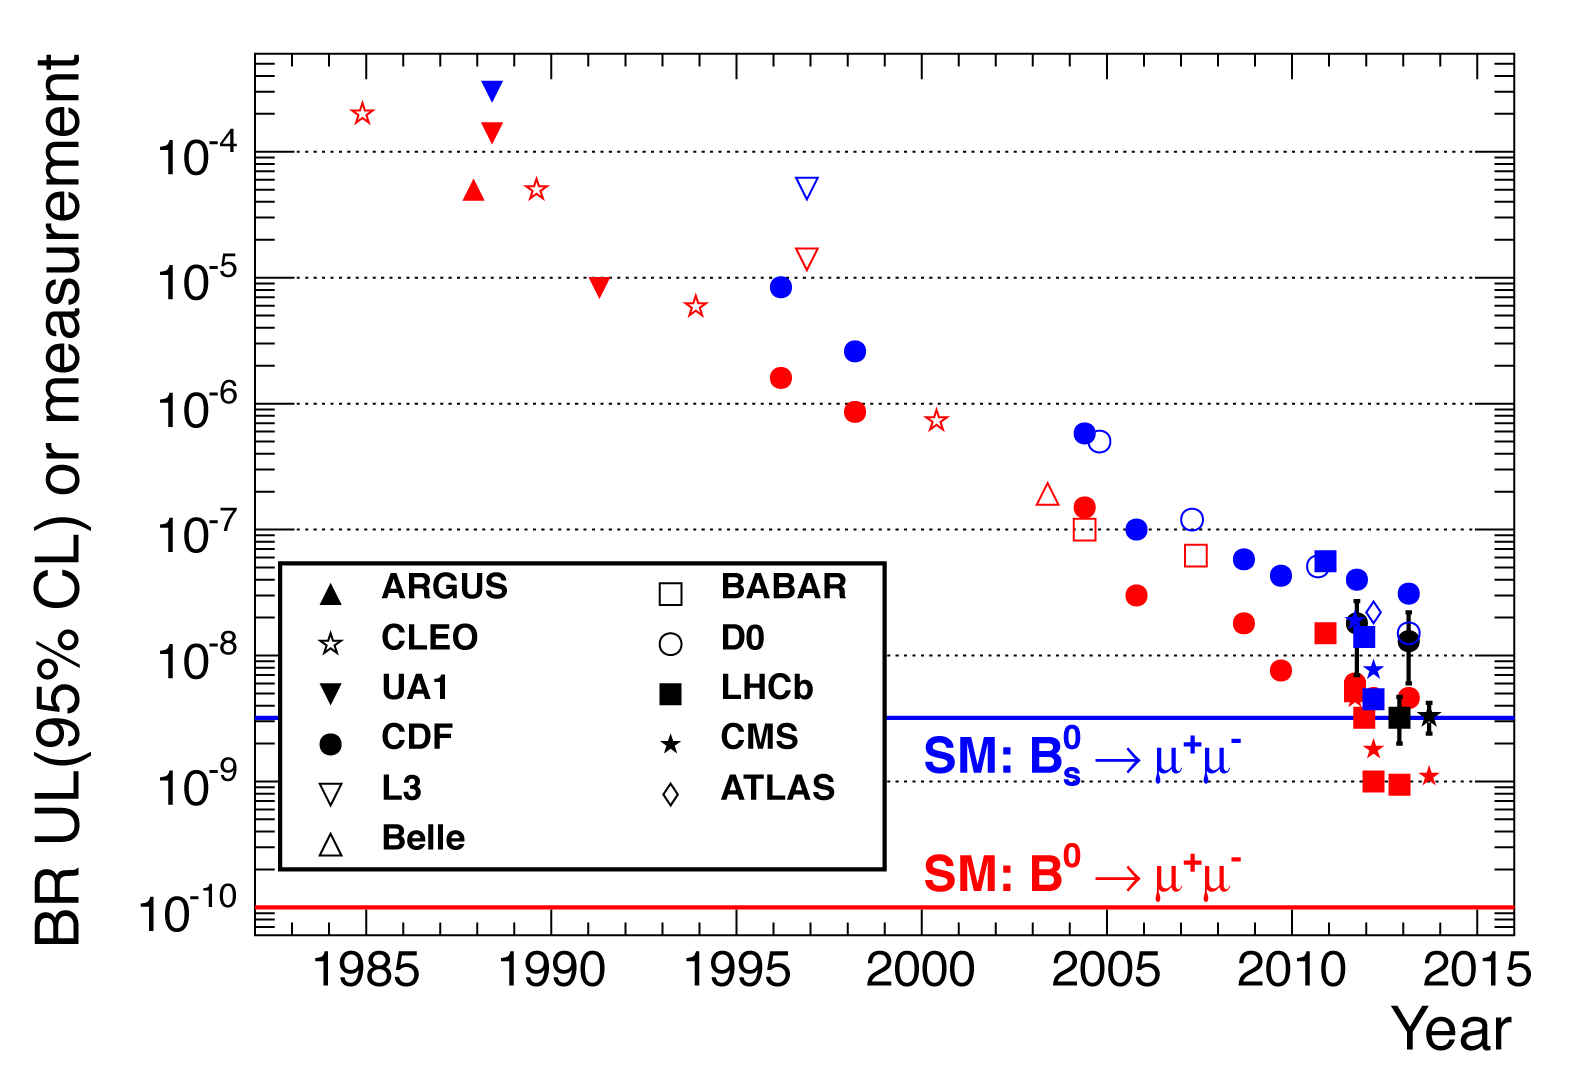 BR UL(95% CL) or measurement
10-4
10-5
10-6
10-7
10-8
10-9
10-10
ARGUS
CLEO
UA1
CDF
L3
Belle
BABAR
D0
LHCb
CMS
ATLAS
SM: B0s → μ+μ-
SM: B0 → μ+μ-
1985 1990 1995 2000 2005 2010 2015
Year